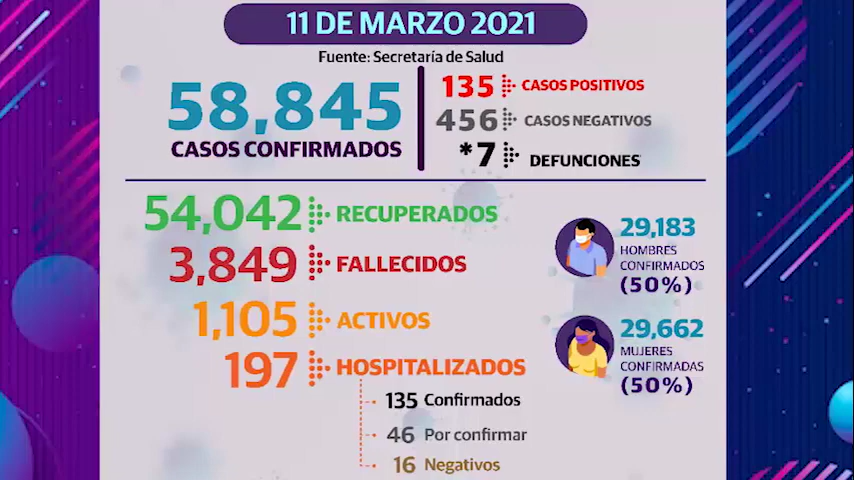 11 DE MARZO 2021
Fuente: Secretaría de Salud
58,845
CASOS CONFIRMADOS
135 CASOS POSITIVOS
456 CASOS NEGATIVOS
*7 DEFUNCIONES
54,042 RECUPERADOS
3,849 FALLECIDOS
1,105 ACTIVOS
197 HOSPITALIZADOS
135 Confirmados
46 Por confirmar
16 Negativos
29,183
HOMBRES
CONFIRMADOS
(50%)
29,662
MUJERES
CONFIRMADAS
(50%)